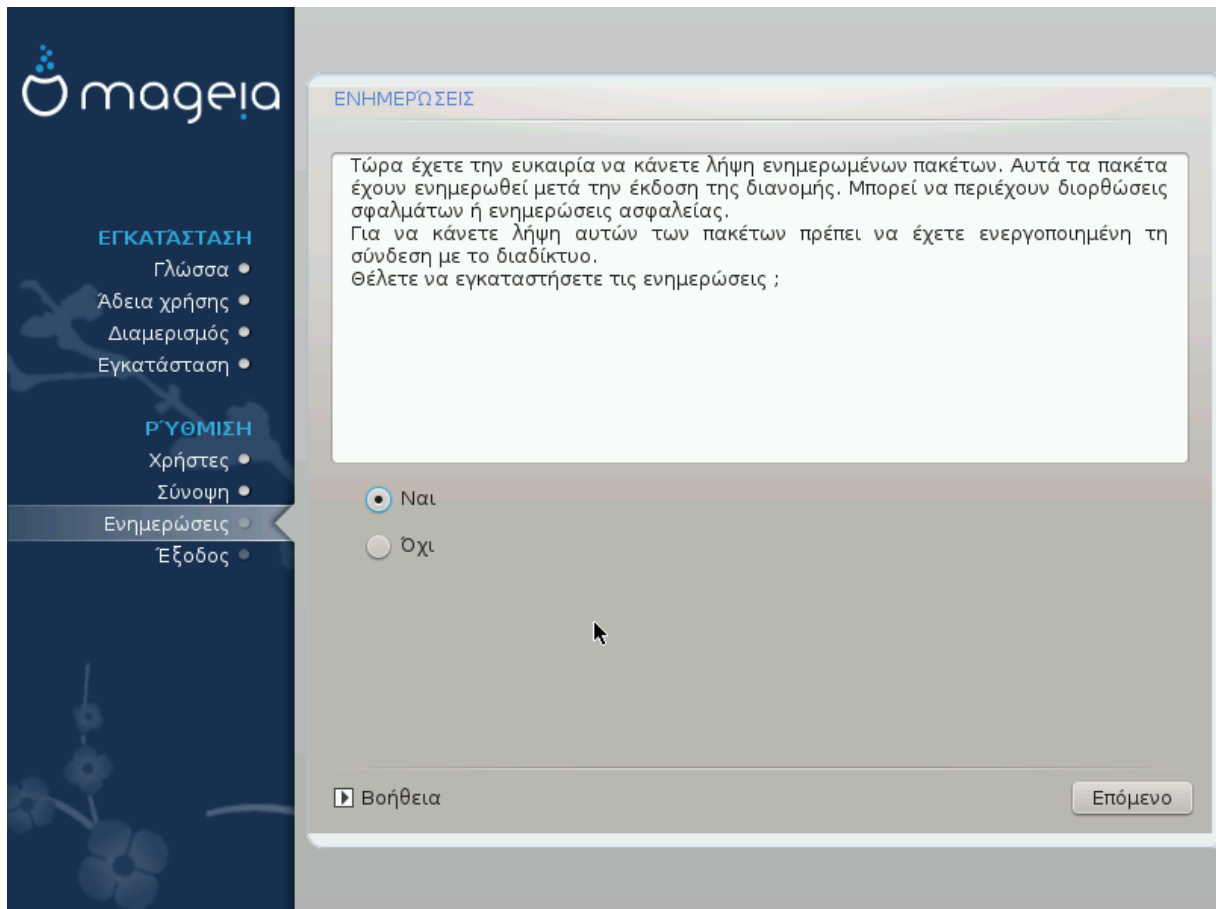 mageia
ΕΓΚΑΤΆΣΤΑΣΗ
Γλώσσα
Άδεια χρήσης
Διαμερισμός
Εγκατάσταση
ΡΎΘΜΙΣΗ
Χρήστες
Σύνοψη
Ενημερώσεις
Έξοδος
ΕΝΗΜΕΡΏΣΕΙΣ
Τώρα έχετε την ευκαιρία να κάνετε λήψη ενημερωμένων πακέτων. Αυτά τα πακέτα
έχουν ενημερωθεί μετά την έκδοση της διανομής. Μπορεί να περιέχουν διορθώσεις
σφαλμάτων ή ενημερώσεις ασφαλείας.
Για να κάνετε λήψη αυτών των πακέτων πρέπει να έχετε ενεργοποιημένη τη
σύνδεση με το διαδίκτυο.
Θέλετε να εγκαταστήσετε τις ενημερώσεις ;
Ναι
Όχι
Βοήθεια
Επόμενο